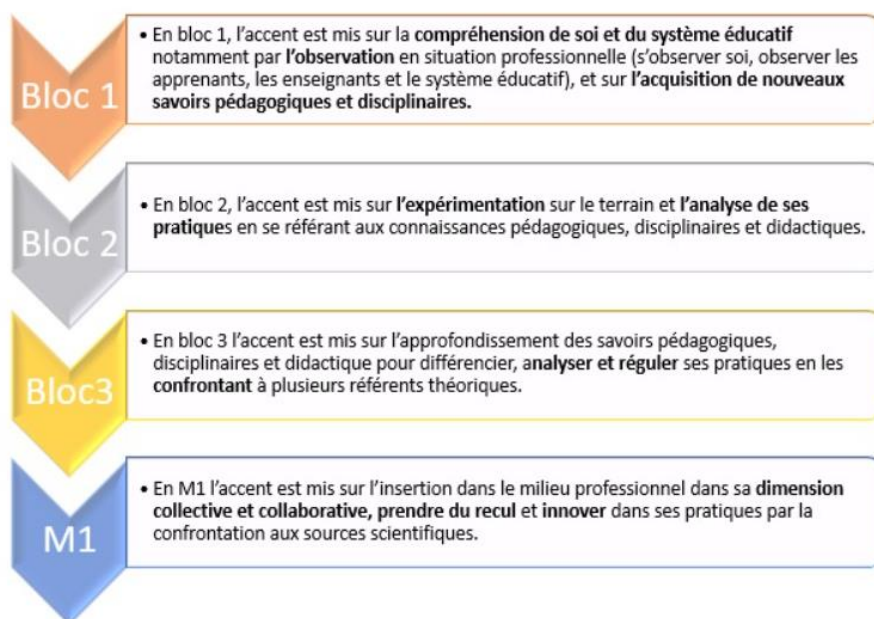 Bloc 1
• En bloc 1, l'accent est mis sur la compréhension de soi et du système éducatif
notamment par l'observation en situation professionnelle (s'observer soi, observer les
apprenants, les enseignants et le système éducatif), et sur l'acquisition de nouveaux
savoirs pédagogiques et disciplinaires.
Bloc 2
• En bloc 2, l'accent est mis sur l'expérimentation sur le terrain et l'analyse de ses
pratiques en se référant aux connaissances pédagogiques, disciplinaires et didactiques.
Bloc3
• En bloc 3 l'accent est mis sur l'approfondissement des savoirs pédagogiques,
disciplinaires et didactique pour différencier, analyser et réguler ses pratiques en les
confrontant à plusieurs référents théoriques.
M1
• En M1 l'accent est mis sur l'insertion dans le milieu professionnel dans sa dimension
collective et collaborative, prendre du recul et innover dans ses pratiques par la
confrontation aux sources scientifiques.